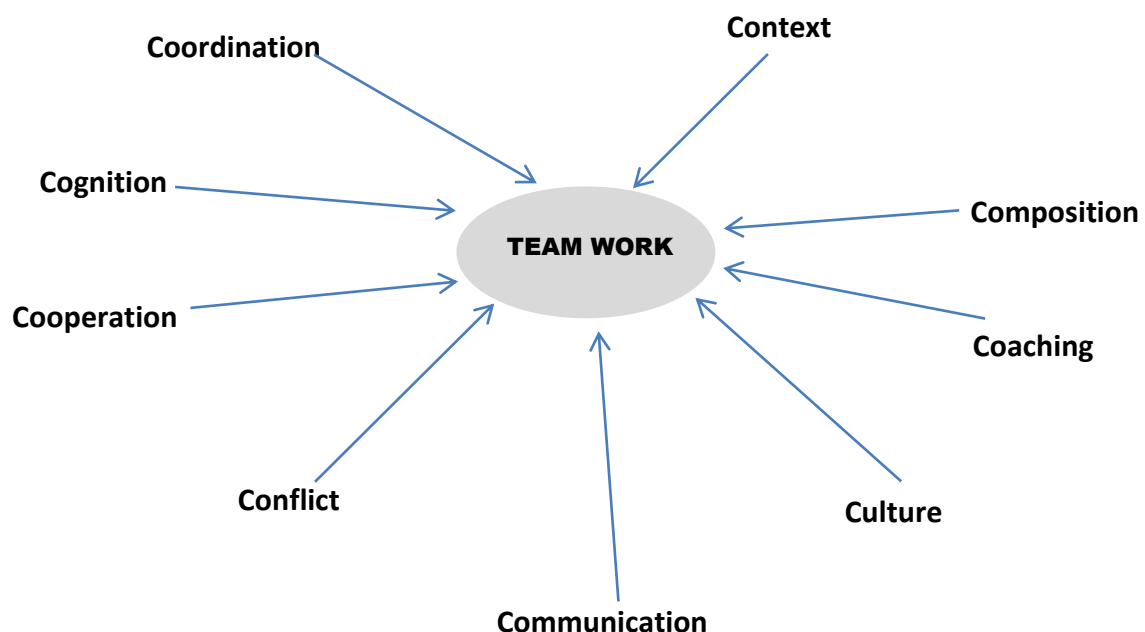 Context
Coordination
Cognition
Composition
TEAM WORK
Cooperation
Coaching
Conflict
Culture
Communication